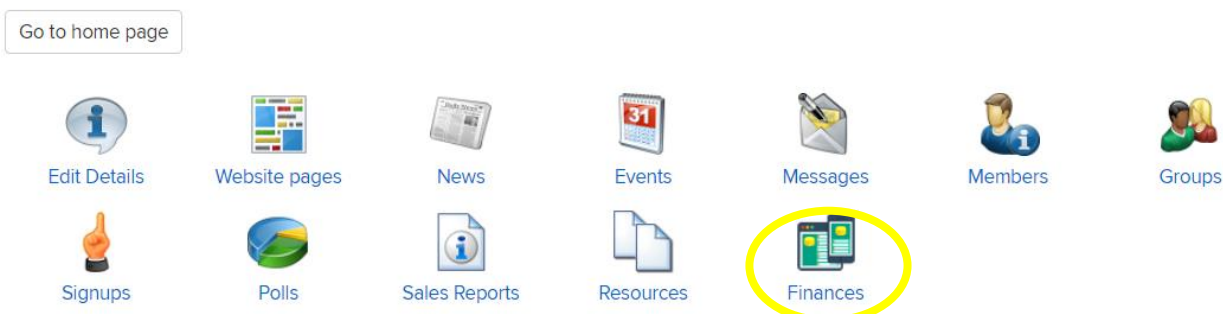 Go to home page
31
Edit Details
Website pages
News
Events
Messages
Members
Groups
Signups
Polls
Sales Reports
Resources
Finances